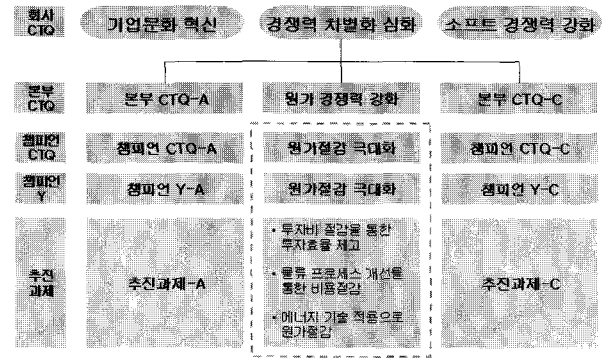 회사
CTQ
기업문화 혁신
경쟁력 차별화 심화
소프트 경쟁력 강화
본부
CTQ
본부 CTQ-A
원가 경쟁력 강화
본부 CTQ-C
챔피언
CTQ
챔피언 CTQ-A
원가절감 극대화
챔피언 CTQ-C
챔피언
Y
챔피언 Y-A
원가절감 극대화
챔피언 Y-C
추진
과제
추진과제-A
• 투자비 절감을 통한
투자효율 제고
• 물류 프로세스 개선을
통한 비용절감
• 에너지 기술 적용으로
원가절감
추진과제-C